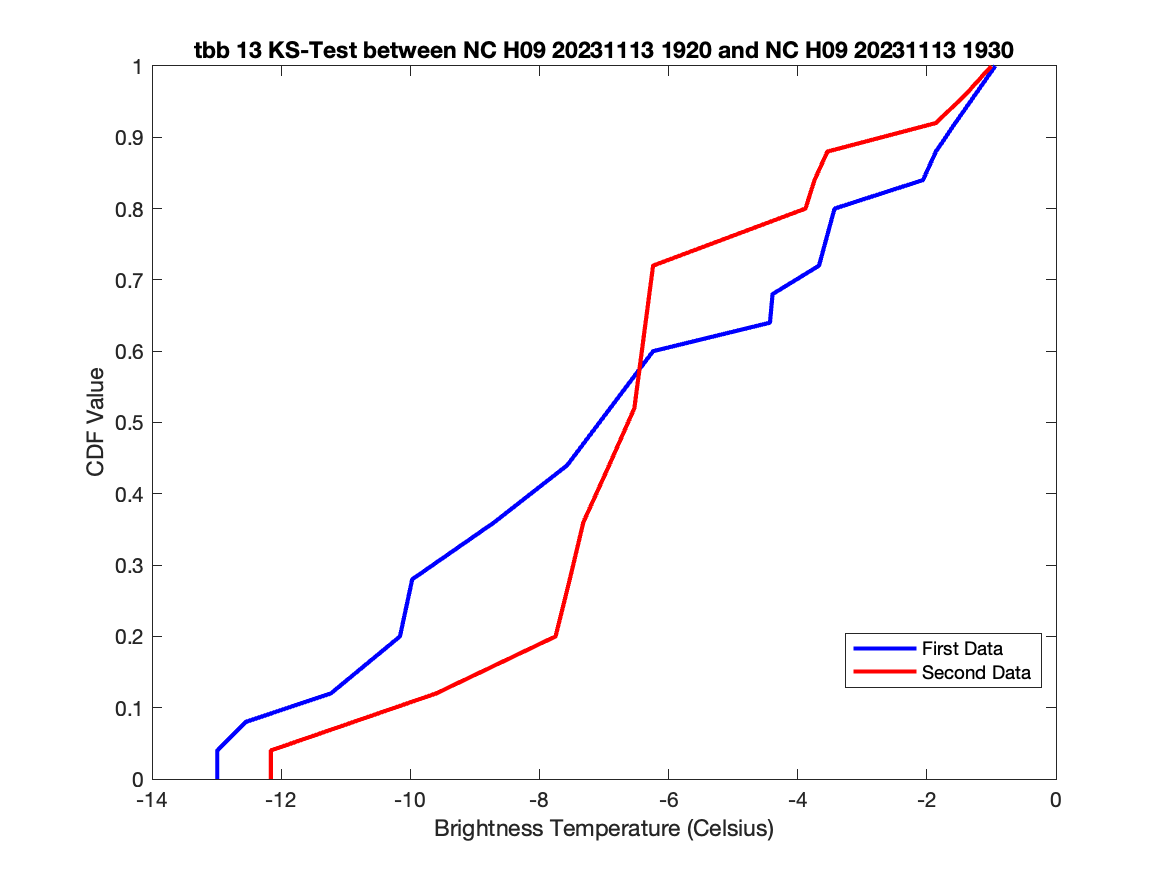 tbb 13 KS-Test between NC H09 20231113 1920 and NC H09 20231113 1930
1
0.9
0.8
0.7
0.6
0.5
0.4
0.3
0.2
0.1
0
CDF Value
First Data
Second Data
-14 -12 -10 -8 -6 -4 -2 0
Brightness Temperature (Celsius)